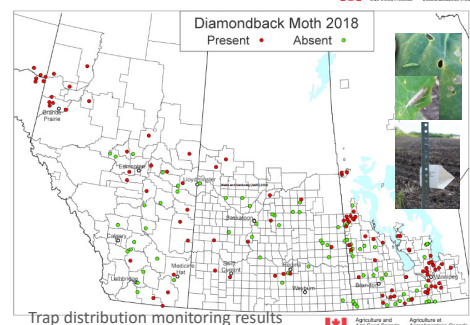 Diamondback Moth 2018
Present Absent
Grande
Prairie
Edmonton
Lloydminster
Saskatoon
Calgary
Medicine
Hat
Swift
Current
Regina
Lethbridge
Weyburn
Brandon
Winnipeg
Trap distribution monitoring results
Agriculture and
Agriculture et